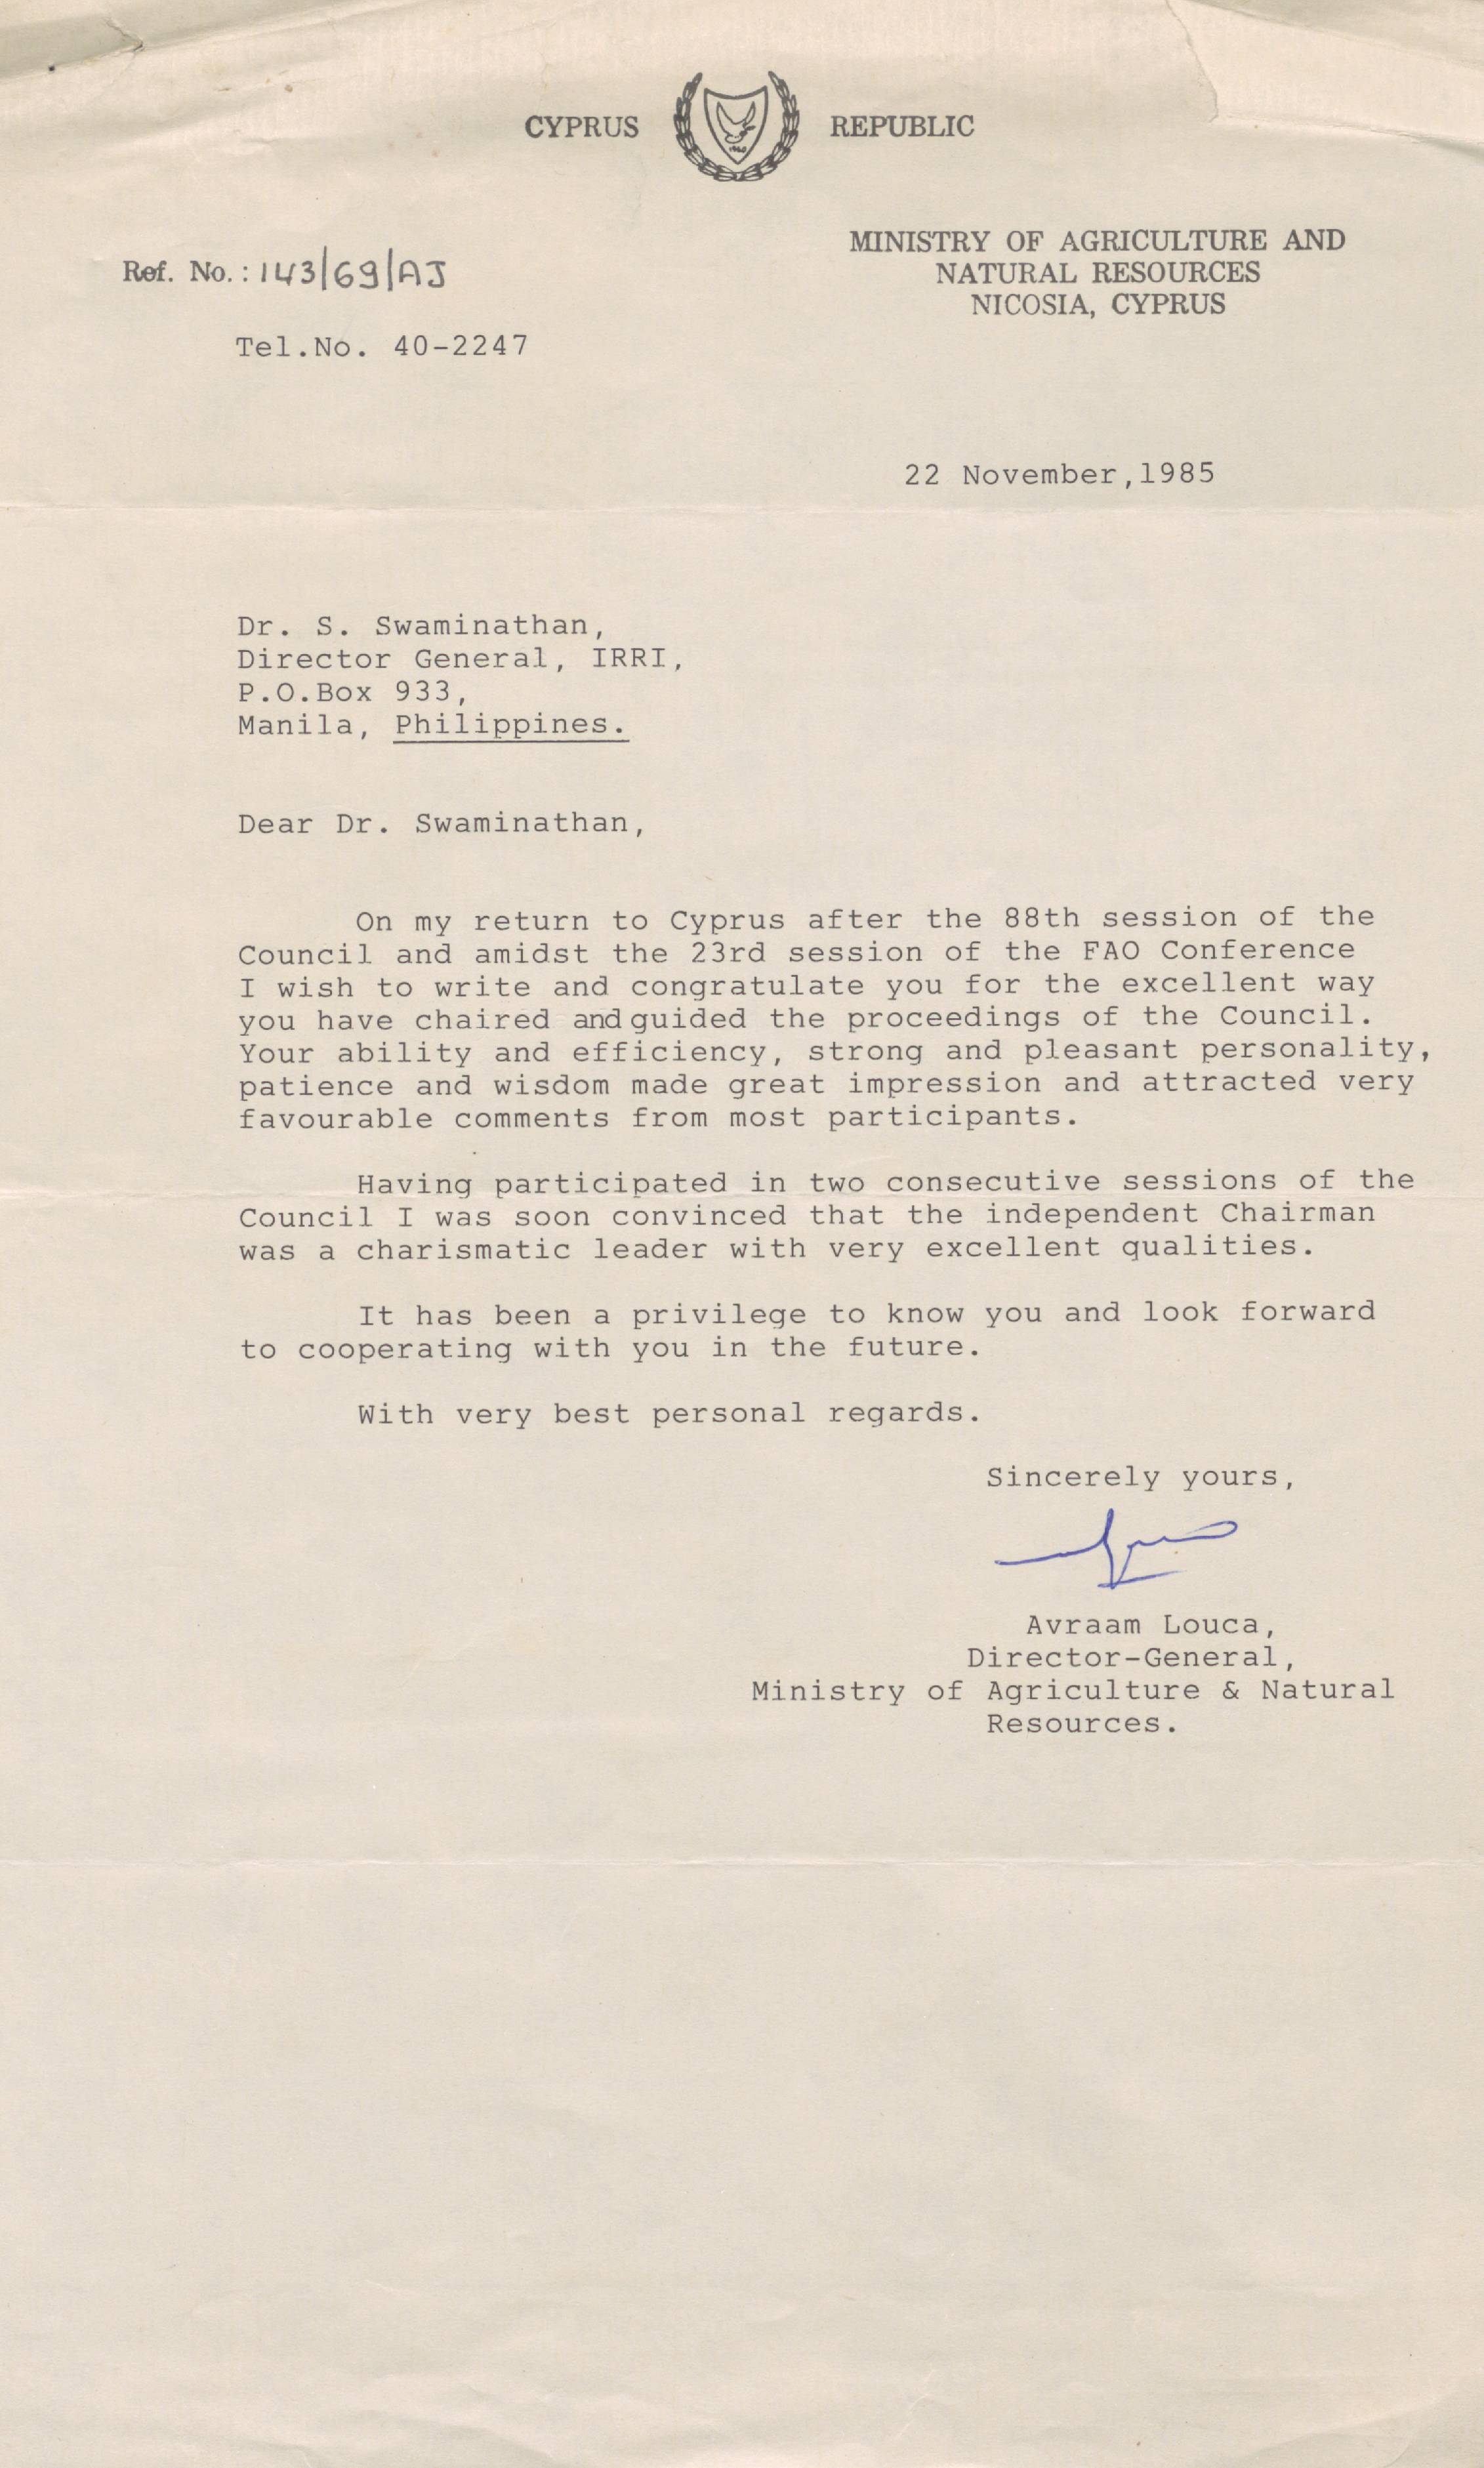 CYPRUS REPUBLIC
MINISTRY OF AGRICULTURE AND
NATURAL RESOURCES
NICOSIA, CYPRUS
Ref. No.: 143/69/AJ
Tel.No. 40-2247
22 November,1985
Dr. S. Swaminathan,
Director General, IRRI,
P.O.Box 933,
Manila, Philippines.
Dear Dr. Swaminathan,
On my return to Cyprus after the 88th session of the
Council and amidst the 23rd session of the FAO Conference
I wish to write and congratulate you for the excellent way
you have chaired and guided the proceedings of the Council.
Your ability and efficiency, strong and pleasant personality,
patience and wisdom made great impression and attracted very
favourable comments from most participants.
Having participated in two consecutive sessions of the
Council I was soon convinced that the independent Chairman
was a charismatic leader with very excellent qualities.
It has been a privilege to know you and look forward
to cooperating with you in the future.
With very best personal regards.
Sincerely yours,
Avraam Louca,
Director-General,
Ministry of Agriculture & Natural
Resources.